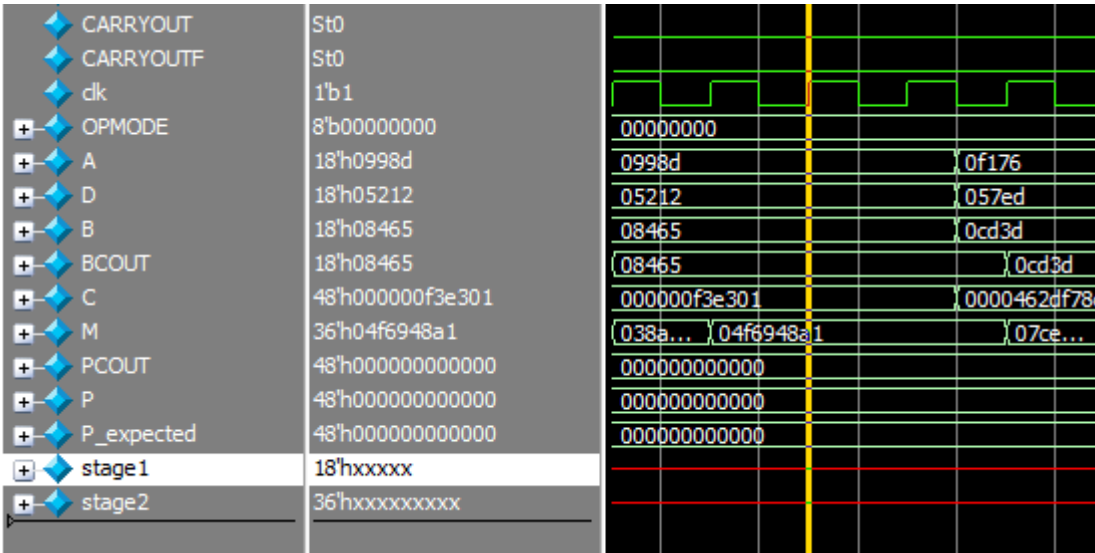 CARRYOUT St0
CARRYOUTF St0
clk 1'b1
OPMODE 8'b00000000 00000000
A 18'h0998d 0998d 0f176
D 18'h05212 05212 057ed
B 18'h08465 08465 0cd3d
BCOUT 18'h08465 08465 0cd3d
C 48'h000000f3e301 000000f3e301 0000462df78
M 36'h04f6948a1 038a... 04f6948a1 07ce...
PCOUT 48'h000000000000 000000000000
P 48'h000000000000 000000000000
P_expected 48'h000000000000 000000000000
stage1 18'hxxxxx
stage2 36'hxxxxxxxxx